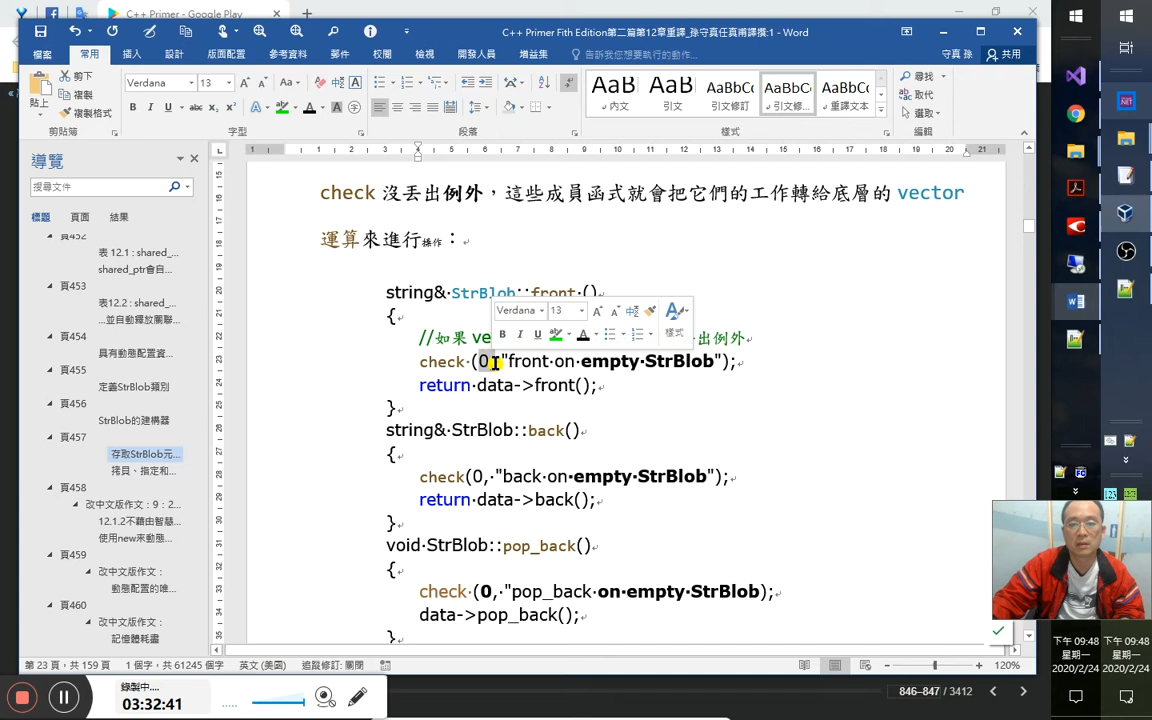 C++ Primer - Google Play
C++ Primer Fith Edition第二篇第12章重譯_孫守真任真甫譯撰:1 - Word
檔案 常用 插入 設計 版面配置 參考資料 郵件 校閱 檢視 開發人員 增益集 告訴我您想要執行的動作... 守真 孫 共用
貼上 剪下 複製 複製格式
Verdana 13
AaBb AaBb AaBbCc AaBbCc AaBbCc
內文 引文 引文修訂 引文修... 重譯文本
尋找 取代 選取
剪貼簿 字型 段落 樣式 編輯
導覽
搜尋文件
標題 頁面 結果
頁452
表 12.1 : shared_...
shared_ptr會自...
頁453
表12.2 : shared_...
...並自動釋放關聯...
頁454
具有動態配置資...
頁455
定義StrBlob類別
頁456
StrBlob的建構器
頁457
存取StrBlob元...
拷貝、指定和...
頁458
改中文版作文：9：2...
12.1.2不藉由智慧...
使用new來動態...
頁459
改中文版作文：
動態配置的唯...
頁460
改中文版作文：
記憶體耗盡
check 沒丟出例外，這些成員函式就會把它們的工作轉給底層的 vector
運算來進行操作：
string& StrBlob::front ()
{
//如果 ve
出例外
Verdana 13
樣式
check (0, "front on empty StrBlob");
return data->front();
}
string& StrBlob::back()
{
check(0, "back on empty StrBlob");
return data->back();
}
void StrBlob::pop_back()
{
check (0, "pop_back on empty StrBlob);
data->pop_back();
}
第 23 頁，共 159 頁 1 個字，共 61245 個字 英文 (美國) 追蹤修訂: 關閉 120%
錄製中....
03:32:41
846–847 / 3412
下午 09:48
星期一
2020/2/24
下午 09:48
星期一
2020/2/24